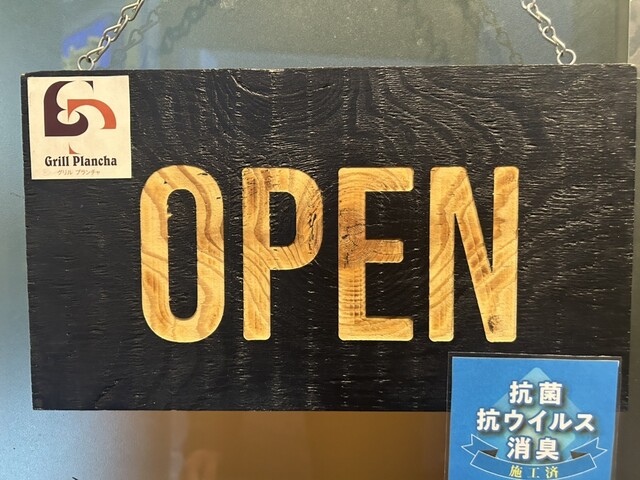 Grill Plancha
グリル プランチャ
OPEN
抗菌
抗ウイルス
消臭
施工済